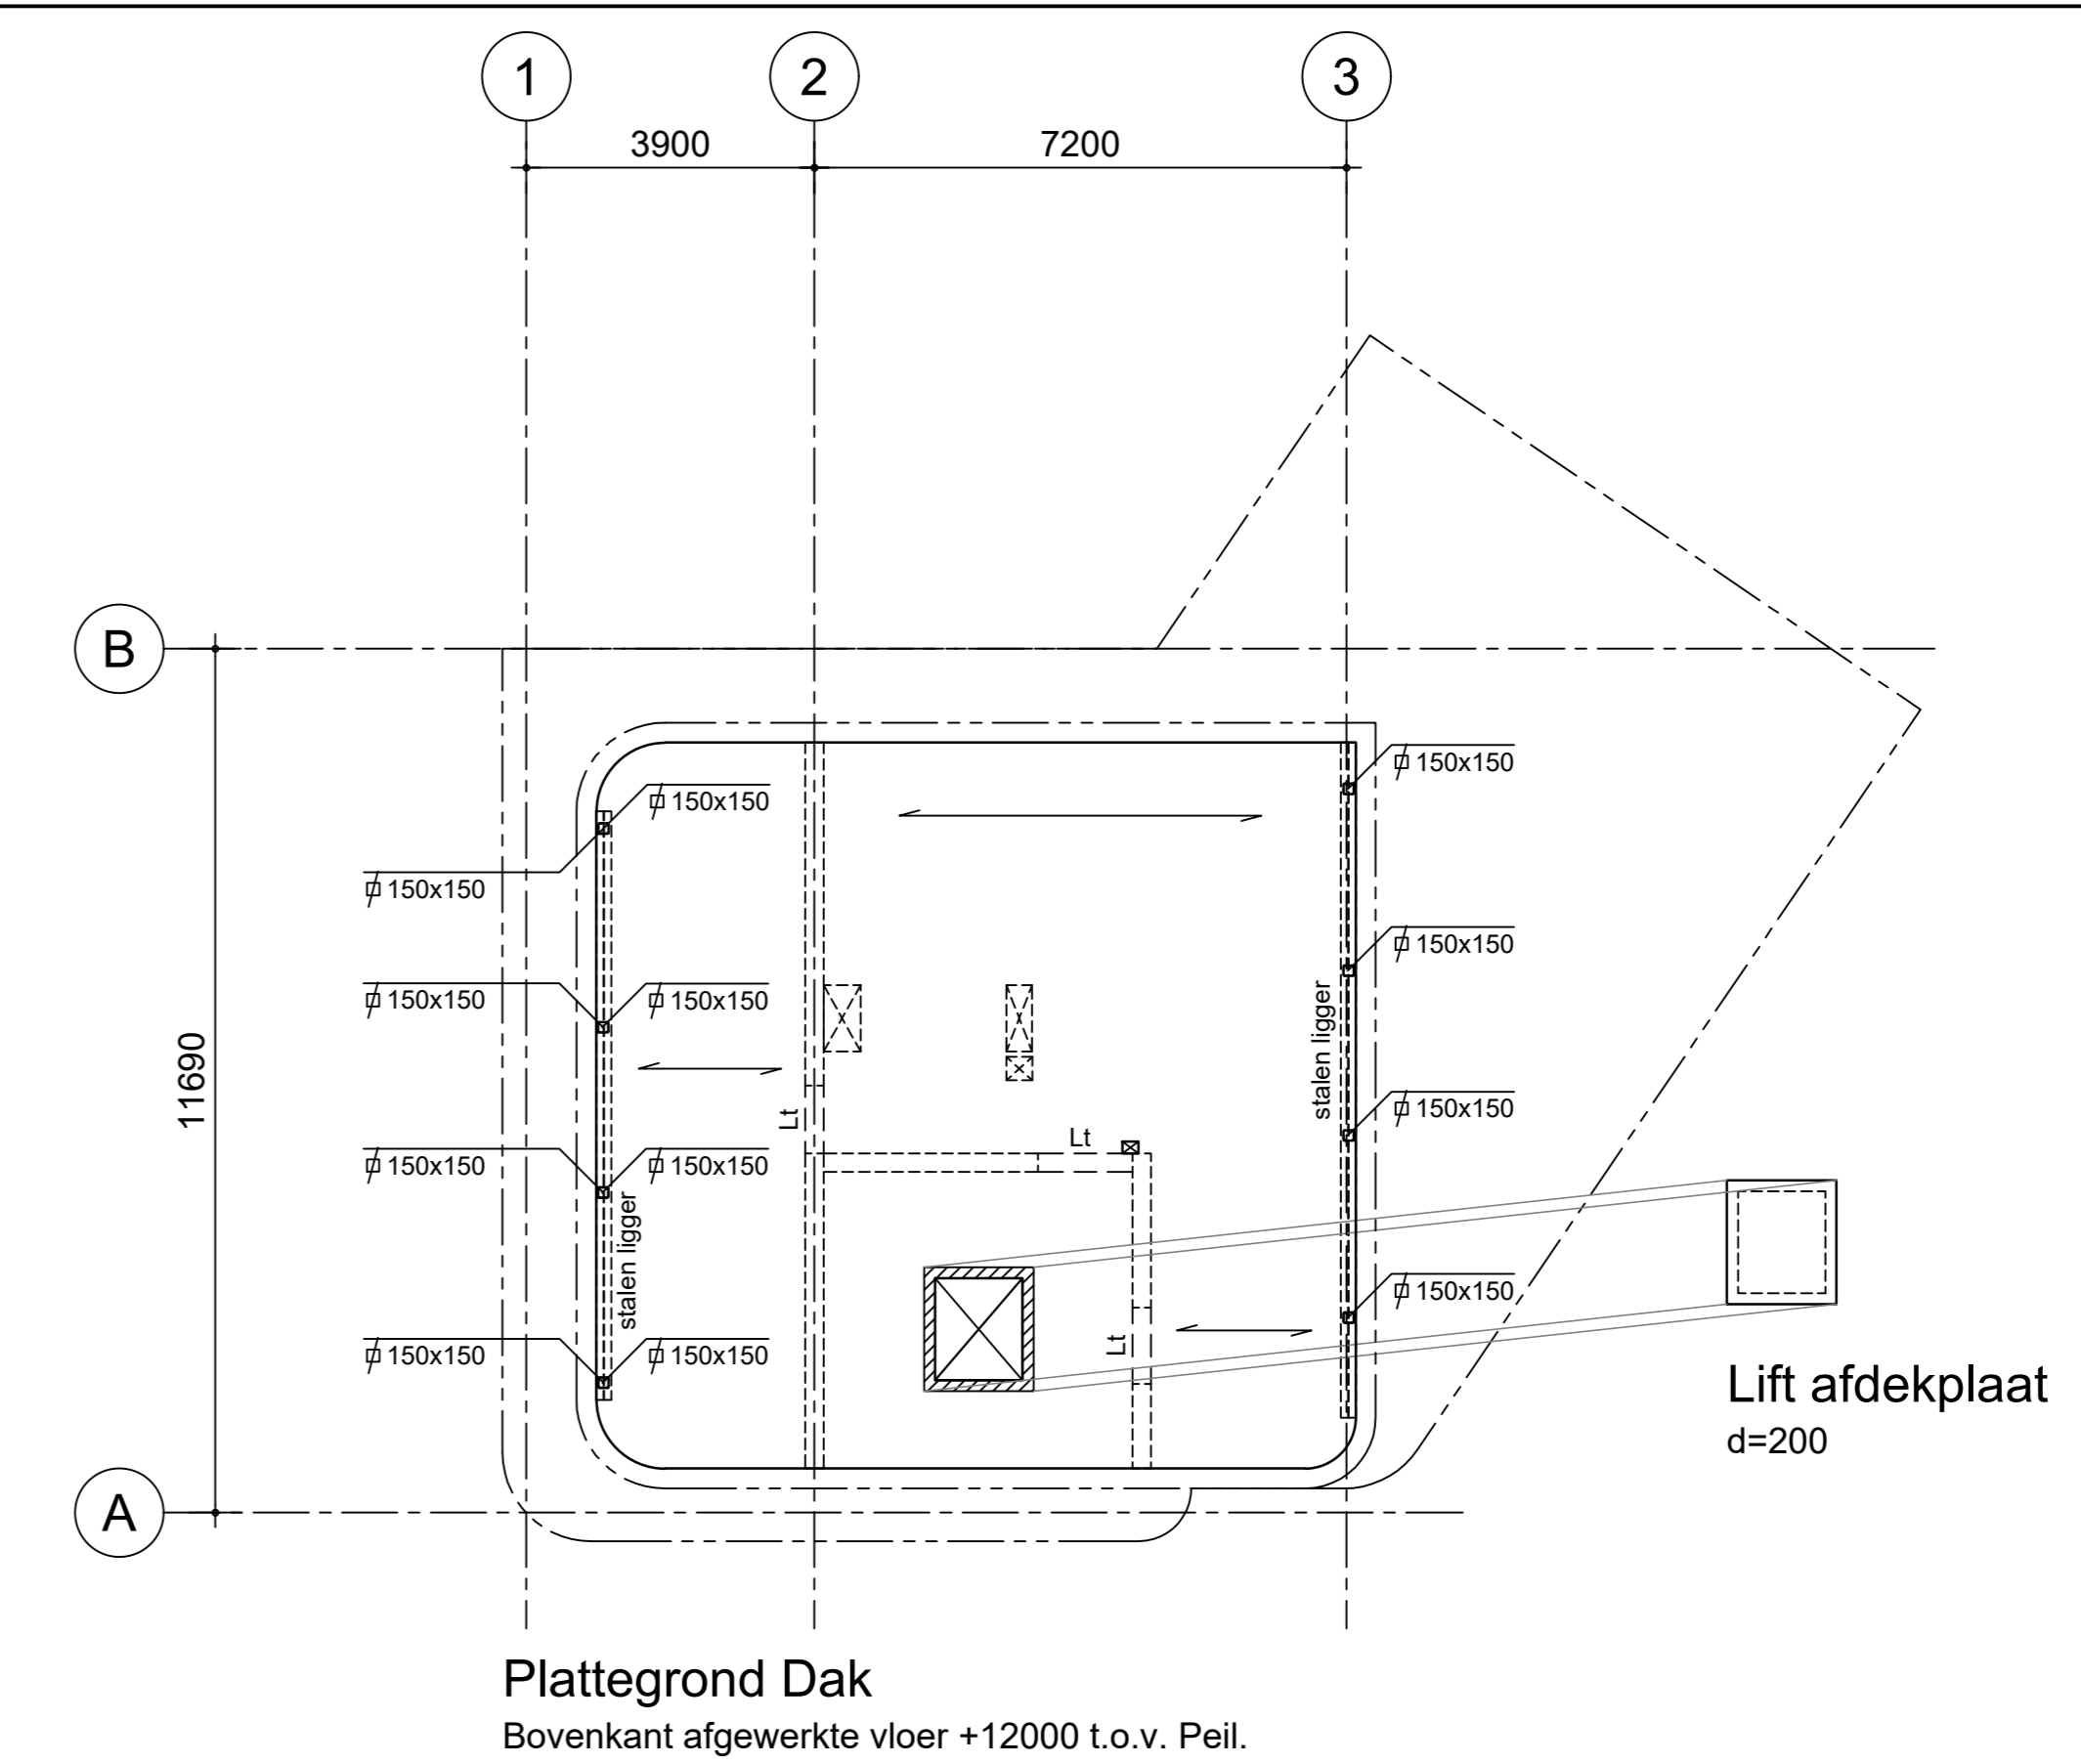 1 2 3
3900 7200
B
150x150
150x150
150x150
150x150
150x150
150x150
150x150
11690
stalen ligger
Lt
150x150
Lt
150x150
150x150
stalen ligger
Lt
150x150
150x150
150x150
Lift afdekplaat
d=200
A
Plattegrond Dak
Bovenkant afgewerkte vloer +12000 t.o.v. Peil.